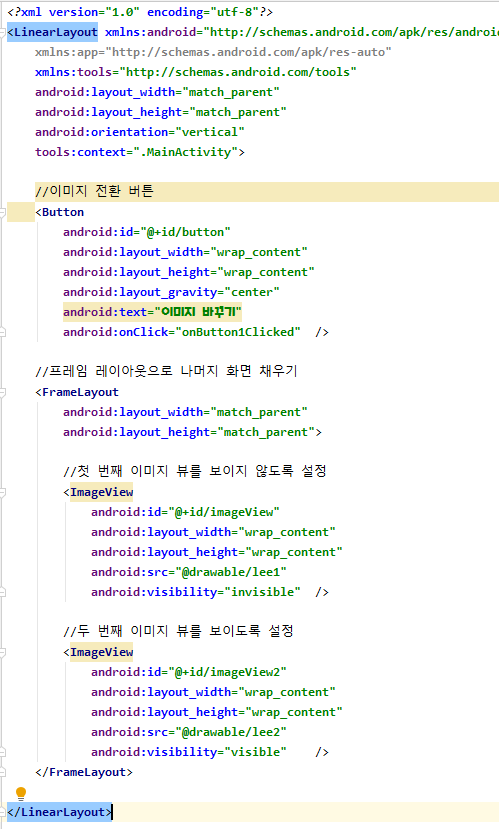 <?xml version="1.0" encoding="utf-8"?>
<LinearLayout xmlns:android="http://schemas.android.com/apk/res/androi
xmlns:app="http://schemas.android.com/apk/res-auto"
xmlns:tools="http://schemas.android.com/tools"
android:layout_width="match_parent"
android:layout_height="match_parent"
android:orientation="vertical"
tools:context=".MainActivity">
//이미지 전환 버튼
<Button
android:id="@+id/button"
android:layout_width="wrap_content"
android:layout_height="wrap_content"
android:layout_gravity="center"
android:text="이미지 바꾸기"
android:onClick="onButton1Clicked" />
//프레임 레이아웃으로 나머지 화면 채우기
<FrameLayout
android:layout_width="match_parent"
android:layout_height="match_parent">
//첫 번째 이미지 뷰를 보이지 않도록 설정
<ImageView
android:id="@+id/imageView"
android:layout_width="wrap_content"
android:layout_height="wrap_content"
android:src="@drawable/lee1"
android:visibility="invisible" />
//두 번째 이미지 뷰를 보이도록 설정
<ImageView
android:id="@+id/imageView2"
android:layout_width="wrap_content"
android:layout_height="wrap_content"
android:src="@drawable/lee2"
android:visibility="visible" />
</FrameLayout>
</LinearLayout>